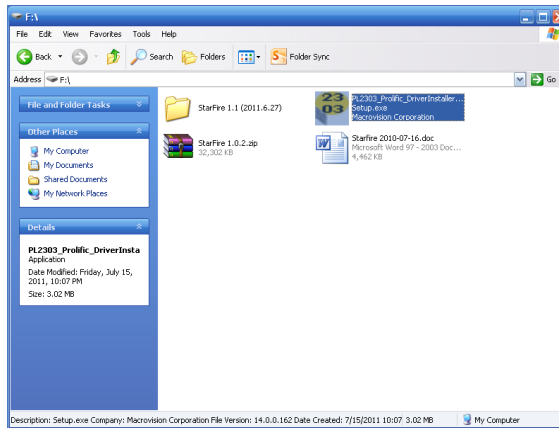 F:\
File Edit View Favorites Tools Help
Back Search Folders Folder Sync
Address F:\ Go
File and Folder Tasks
Other Places
My Computer
My Documents
Shared Documents
My Network Places
Details
PL2303_Prolific_DriverInsta
Application
Date Modified: Friday, July 15,
2011, 10:07 PM
Size: 3.02 MB
StarFire 1.1 (2011.6.27)
23
03
PL2303_Prolific_DriverInstaller...
Setup.exe
Macrovision Corporation
StarFire 1.0.2.zip
32,302 KB
Starfire 2010-07-16.doc
Microsoft Word 97 - 2003 Doc...
4,462 KB
Description: Setup.exe Company: Macrovision Corporation File Version: 14.0.0.162 Date Created: 7/15/2011 10:07 3.02 MB My Computer